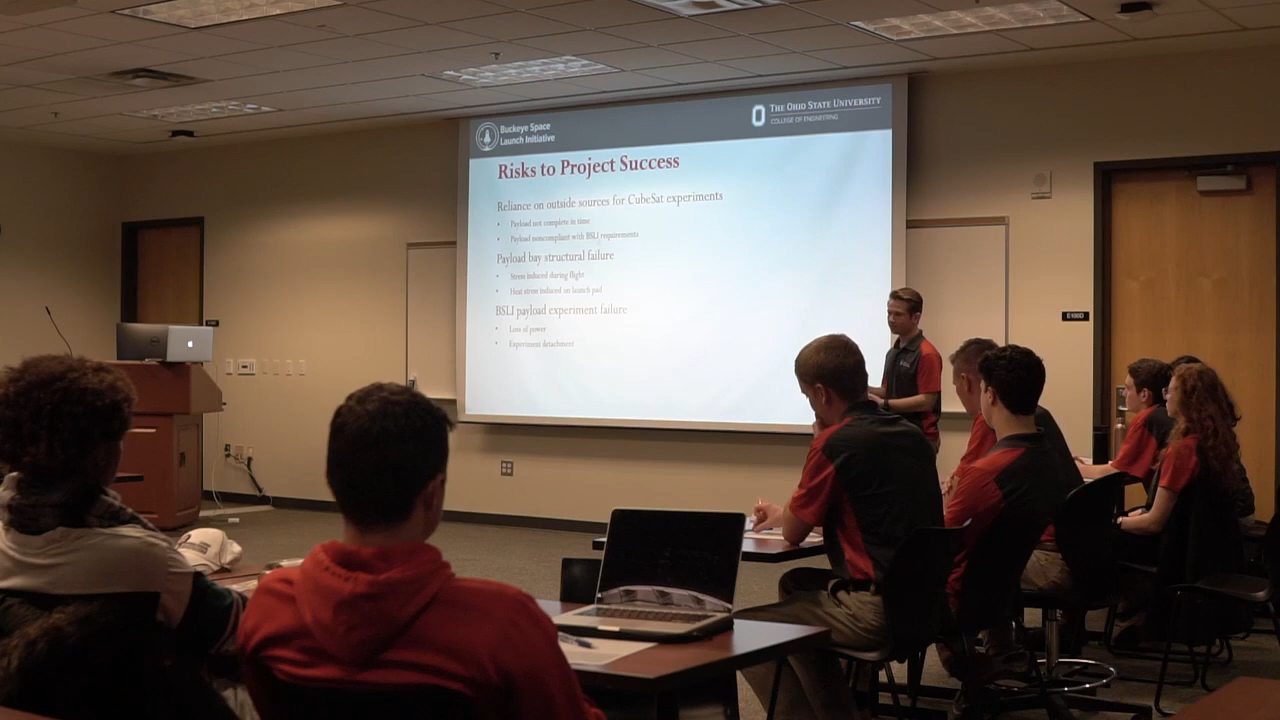 Buckeye Space
Launch Initiative
THE OHIO STATE UNIVERSITY
COLLEGE OF ENGINEERING
Risks to Project Success
Reliance on outside sources for CubeSat experiments
• Payload not complete in time
• Payload noncompliant with BSLI requirements
Payload bay structural failure
• Stress induced during flight
• Heat stress induced on launch pad
BSLI payload experiment failure
• Loss of power
• Experiment detachment